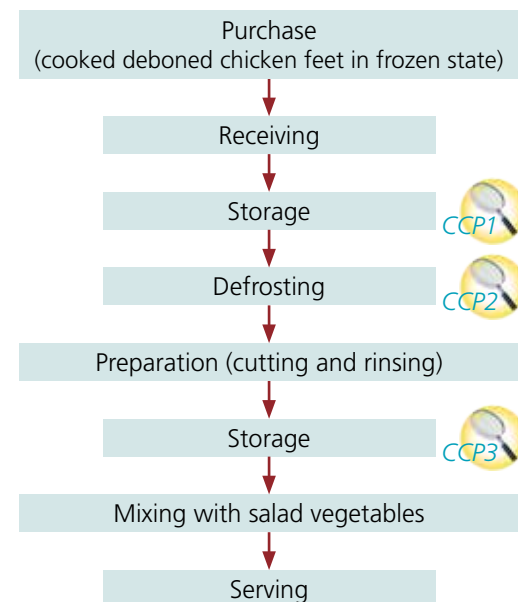 Purchase
(cooked deboned chicken feet in frozen state)
Receiving
Storage
CCP1
Defrosting
CCP2
Preparation (cutting and rinsing)
Storage
CCP3
Mixing with salad vegetables
Serving